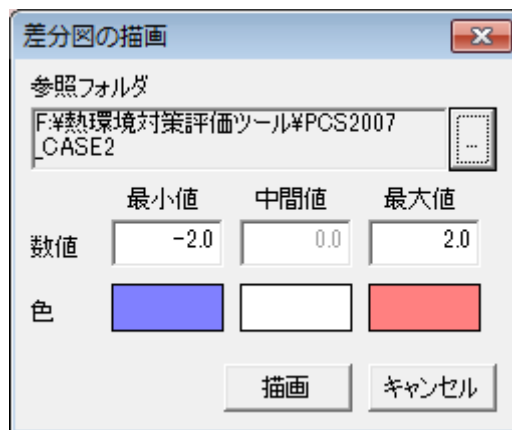 差分図の描画
参照フォルダ
F:¥熱環境対策評価ツール¥PCS2007
_CASE2
...
最小値 中間値 最大値
数値 -2.0 0.0 2.0
色
描画 キャンセル